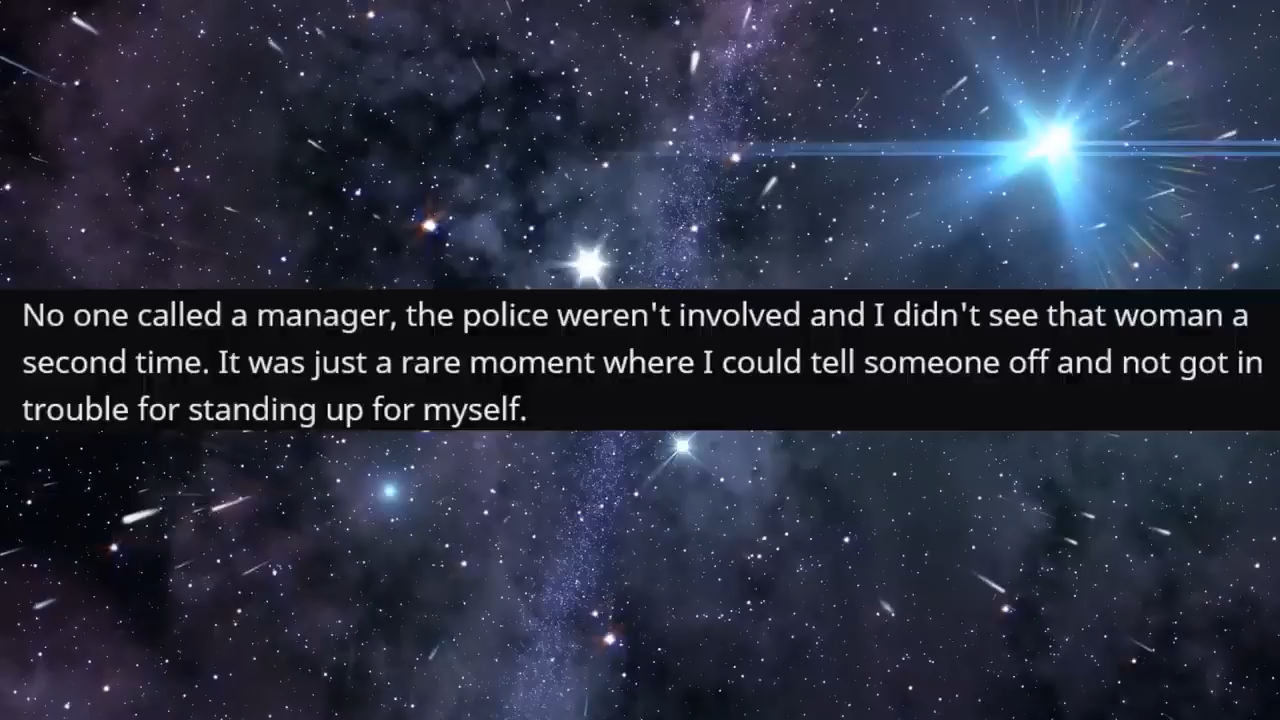 No one called a manager, the police weren't involved and I didn't see that woman a
second time. It was just a rare moment where I could tell someone off and not got in
trouble for standing up for myself.